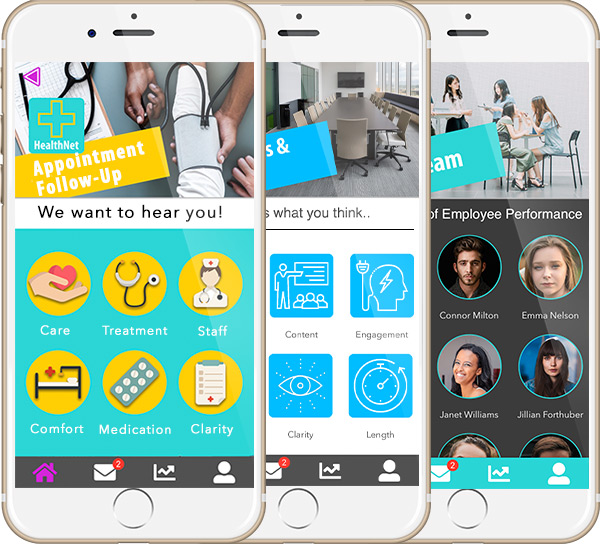 HealthNet
Appointment
Follow-Up
We want to hear you!
Care
Treatment
Staff
Comfort
Medication
Clarity
2
s &
s what you think..
Content
Engagement
Clarity
Length
2
eam
of Employee Performance
Connor Milton
Emma Nelson
Janet Williams
Jillian Forthuber
2